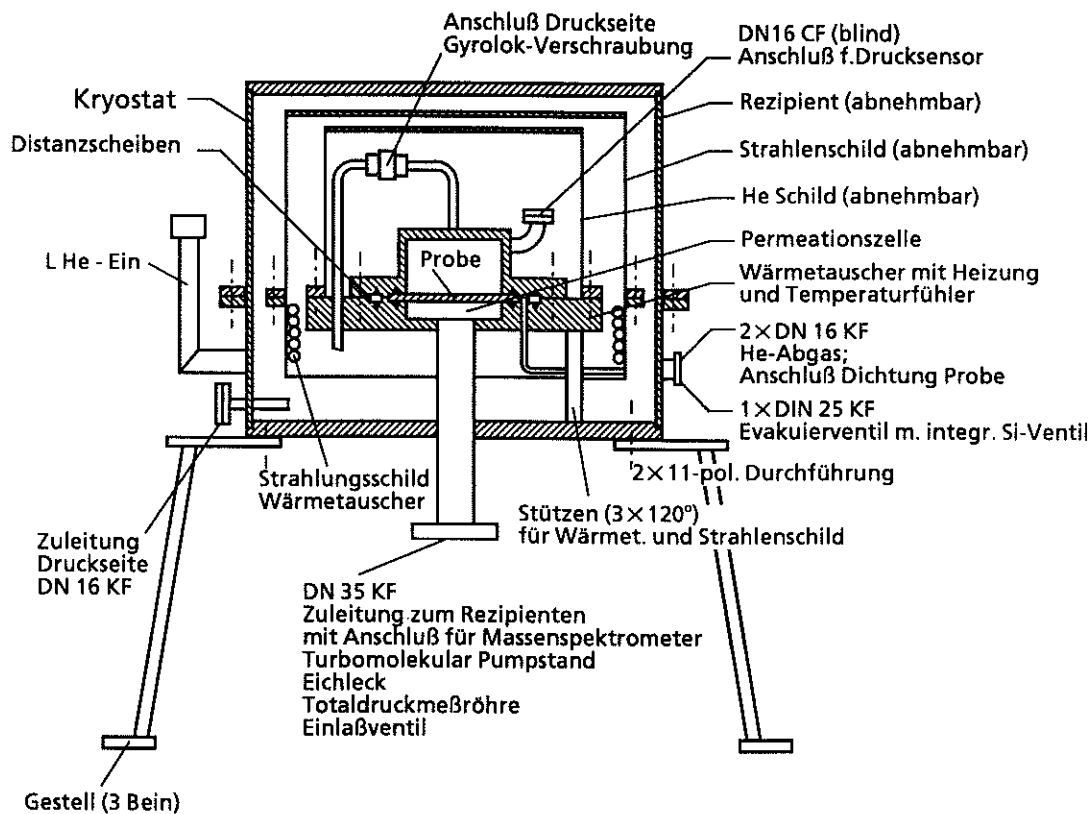 Anschluß Druckseite
Gyrolok-Verschraubung
DN16 CF (blind)
Anschluß f.Drucksensor
Kryostat
Rezipient (abnehmbar)
Distanzscheiben
Strahlenschild (abnehmbar)
He Schild (abnehmbar)
L He - Ein
Probe
Permeationszelle
Wärmetauscher mit Heizung
und Temperaturfühler
2× DN 16 KF
He-Abgas;
Anschluß Dichtung Probe
1× DIN 25 KF
Evakuierventil m. integr. Si-Ventil
2× 11-pol. Durchführung
Strahlungsschild
Wärmetauscher
Stützen (3× 120°)
für Wärmet. und Strahlenschild
Zuleitung
Druckseite
DN 16 KF
DN 35 KF
Zuleitung zum Rezipienten
mit Anschluß für Massenspektrometer
Turbomolekular Pumpstand
Eichleck
Totaldruckmeßröhre
Einlaßventil
Gestell (3 Bein)